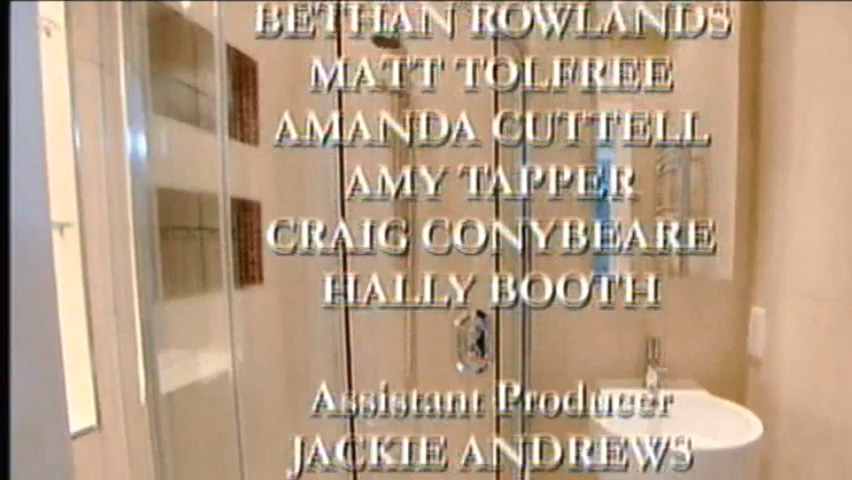 BETHAN ROWLANDS
MATT TOLFREE
AMANDA CUTTELL
AMY TAPPER
CRAIG CONYBEARE
HALLY BOOTH
Assistant Producer
JACKIE ANDREWS